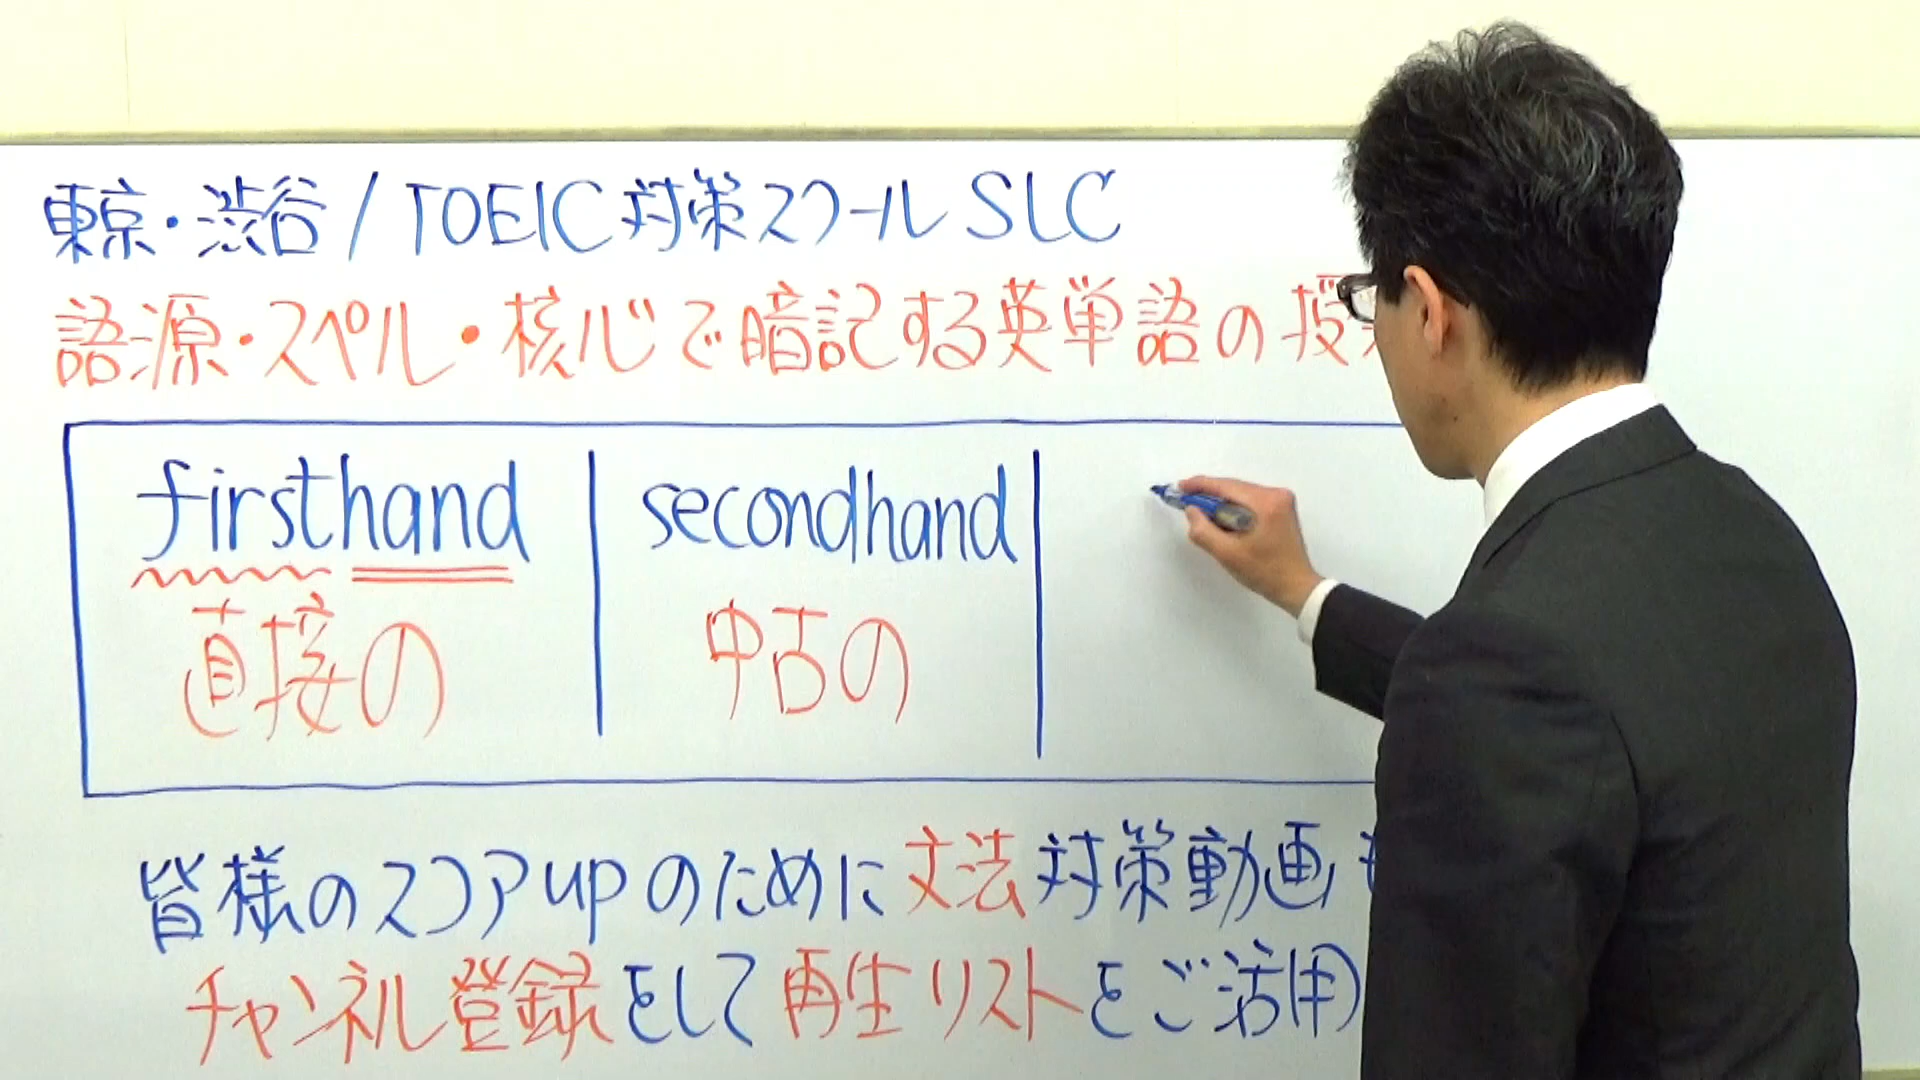 東京・渋谷/TOEIC対策スクールSLC
語源・スペル・核心で暗記する英単語の授
firsthand
直接の
secondhand
中古の
皆様のスコアupのために文法対策動画も
チャンネル登録をして再生リストをご活用